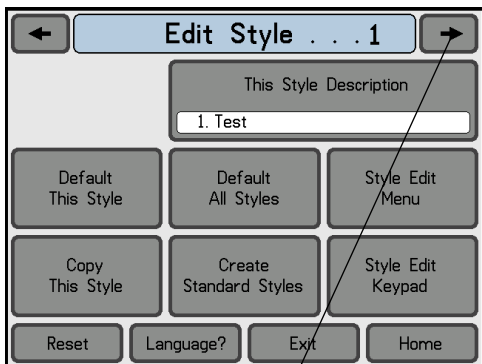 Edit Style . . .1
This Style Description
1. Test
Default
This Style
Default
All Styles
Style Edit
Menu
Copy
This Style
Create
Standard Styles
Style Edit
Keypad
Reset
Language?
Exit
Home